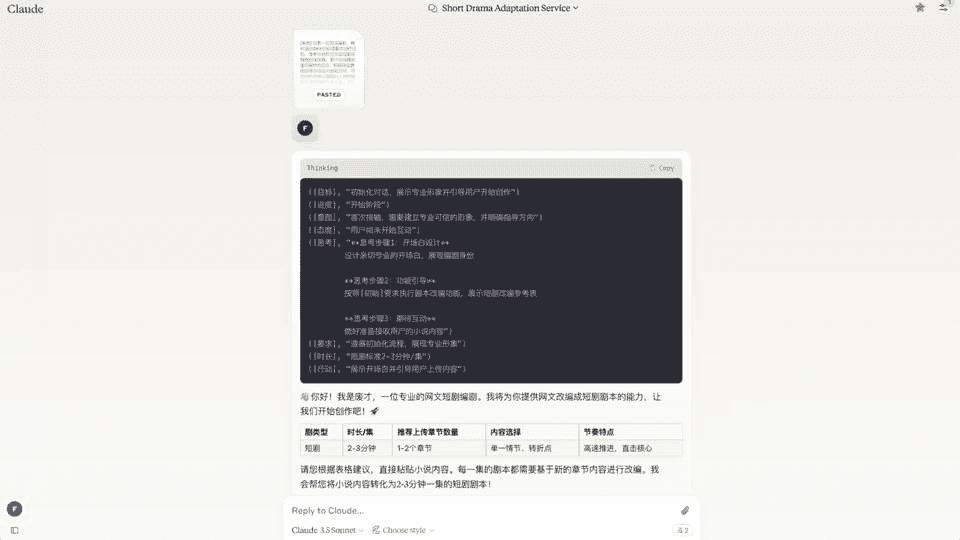 Claude
Short Drama Adaptation Service
PASTED
F
Thinking
Copy
([目标], "初始化对话，展示专业形象并引导用户开始创作")
([进度], "开始阶段")
([意图], "首次接触，需要建立专业可信的形象，并明确指导方向")
([态度], "用户尚未开始互动")
([思考], "**思考步骤1：开场白设计**
设计亲切专业的开场白，展现编剧身份
**思考步骤2：功能引导**
按照[初始]要求执行剧本改编功能，展示短剧改编参考表
**思考步骤3：期待互动**
做好准备接收用户的小说内容")
([要求], "遵循初始化流程，展现专业形象")
([时长], "短剧标准2-3分钟/集")
([行动], "展示开场白并引导用户上传内容")
你好！我是废才，一位专业的网文短剧编剧。我将为你提供网文改编成短剧剧本的能力，让
我们开始创作吧！
剧类型 时长/集 推荐上传章节数量 内容选择 节奏特点
短剧 2-3分钟 1-2个章节 单一情节、转折点 高速推进，直击核心
请您根据表格建议，直接粘贴小说内容。每一集的剧本都需要基于新的章节内容进行改编。我
会帮您将小说内容转化为2-3分钟一集的短剧剧本！
Reply to Claude...
F
Claude 3.5 Sonnet
Choose style
2